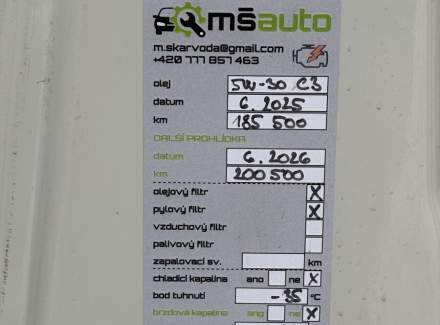 mšauto
m.skarvoda@gmail.com
+420 777 857 463
olej 5W-30 C3
datum 6. 2025
km 185 500
DALŠÍ PROHLÍDKA
datum 6. 2026
km 200 500
olejový filtr X
pylový filtr X
vzduchový filtr
palivový filtr
zapalovací sv. km
chladící kapalina ano ne X
bod tuhnutí -35 °C
brzdová kapalina ano ne X